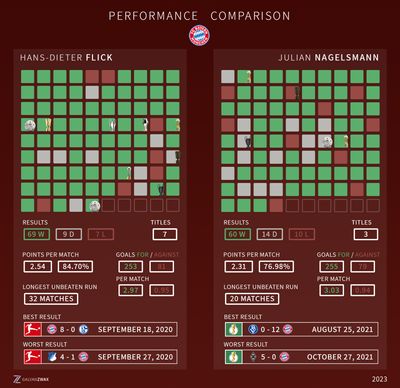 PERFORMANCE COMPARISON
HANS-DIETER FLICK
RESULTS TITLES
69 W 9 D 7 L 7
POINTS PER MATCH GOALS FOR / AGAINST
2.54 84.70% 253 81
PER MATCH
LONGEST UNBEATEN RUN 2.97 0.95
32 MATCHES
BEST RESULT
8 - 0 SEPTEMBER 18, 2020
WORST RESULT
4 - 1 SEPTEMBER 27, 2020
JULIAN NAGELSMANN
RESULTS TITLES
60 W 14 D 10 L 3
POINTS PER MATCH GOALS FOR / AGAINST
2.31 76.98% 255 79
PER MATCH
LONGEST UNBEATEN RUN 3.03 0.94
20 MATCHES
BEST RESULT
0 - 12 AUGUST 25, 2021
WORST RESULT
5 - 0 OCTOBER 27, 2021
2023